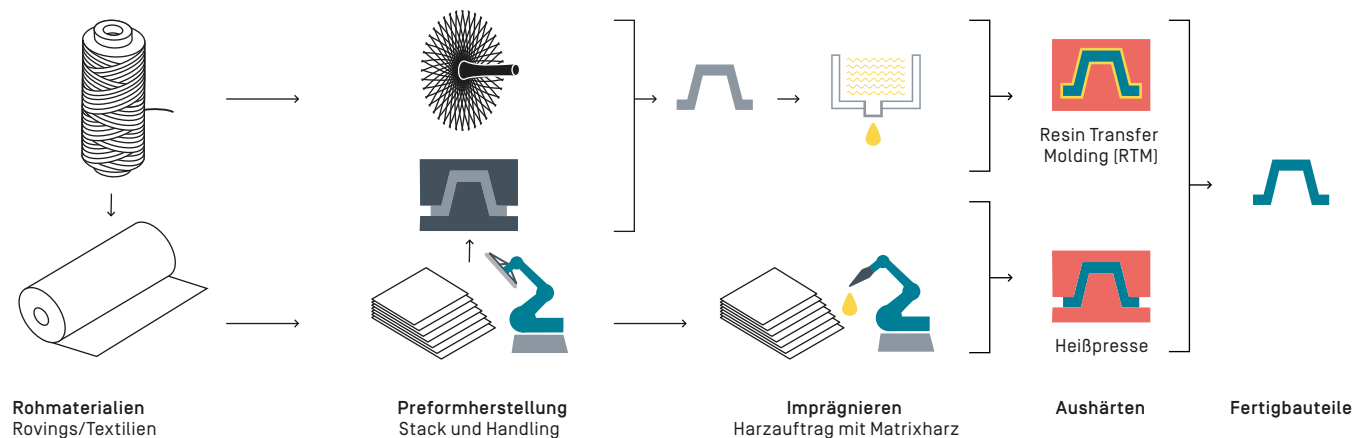 Resin Transfer
Molding (RTM)
Heißpresse
Rohmaterialien
Rovings/Textilien
Preformherstellung
Stack und Handling
Imprägnieren
Harzauftrag mit Matrixharz
Aushärten
Fertigbauteile